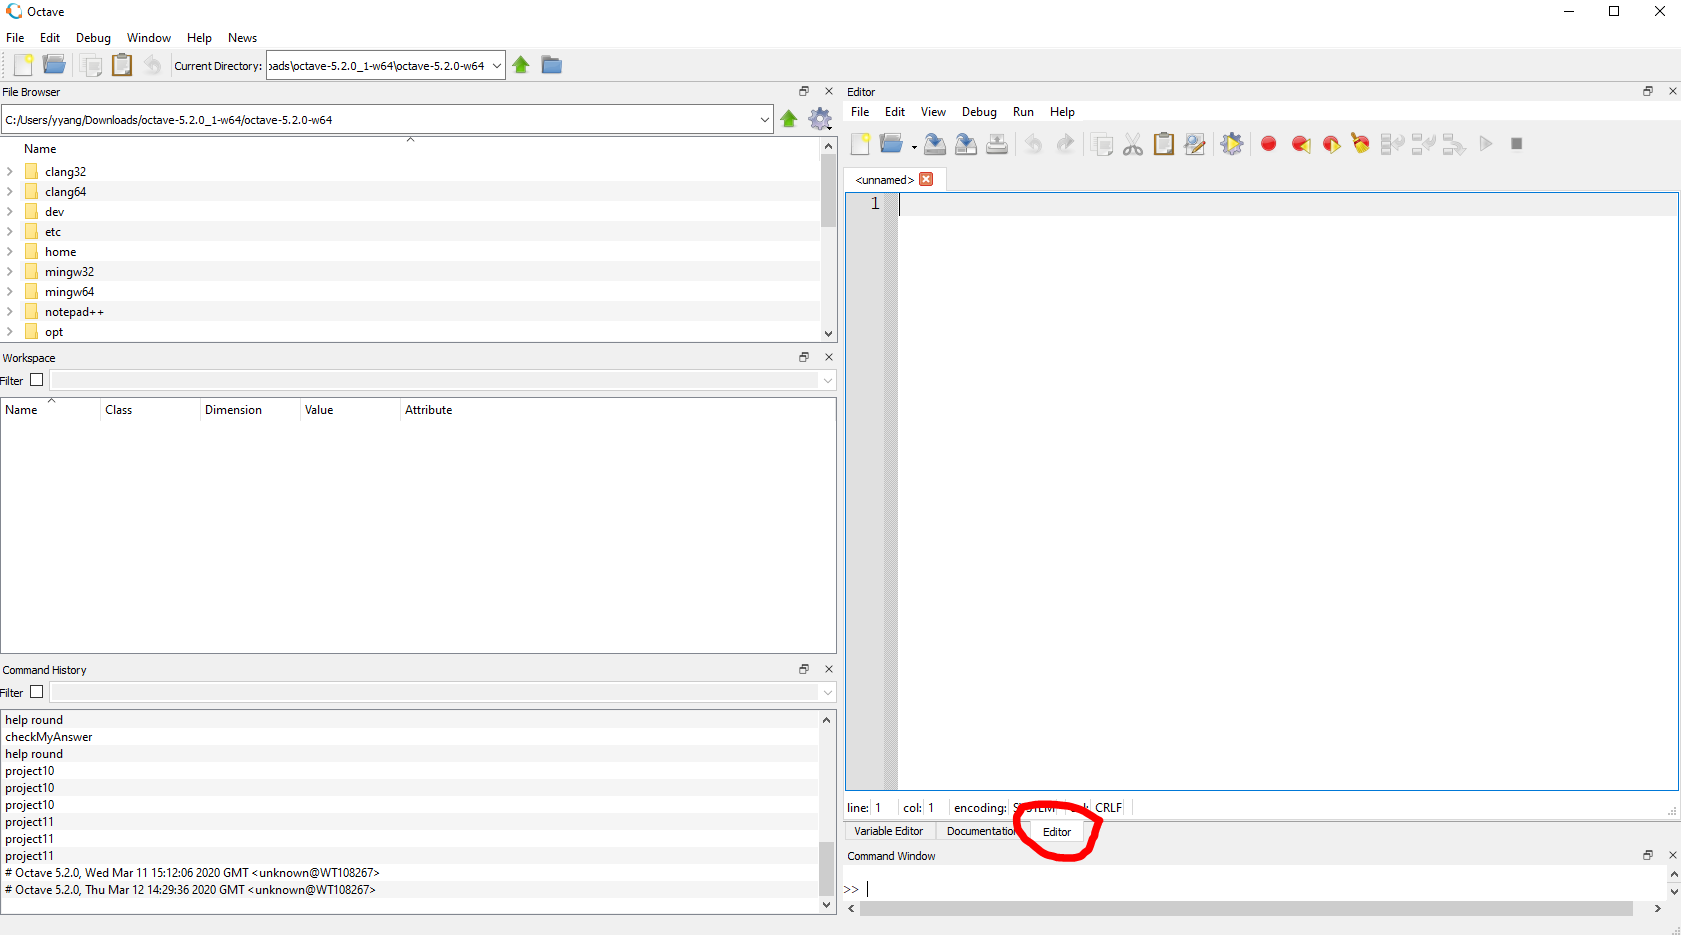 Octave
File Edit Debug Window Help News
Current Directory: oads\octave-5.2.0_1-w64\octave-5.2.0-w64
File Browser
C:/Users/yyang/Downloads/octave-5.2.0_1-w64/octave-5.2.0-w64
Name
clang32
clang64
dev
etc
home
mingw32
mingw64
notepad++
opt
Workspace
Filter
Name Class Dimension Value Attribute
Command History
Filter
help round
checkMyAnswer
help round
project10
project10
project10
project11
project11
project11
# Octave 5.2.0, Wed Mar 11 15:12:06 2020 GMT <unknown@WT108267>
# Octave 5.2.0, Thu Mar 12 14:29:36 2020 GMT <unknown@WT108267>
Editor
File Edit View Debug Run Help
<unnamed>
1
line: 1 col: 1 encoding: SYSTEM CRLF
Variable Editor Documentation Editor
Command Window
>>